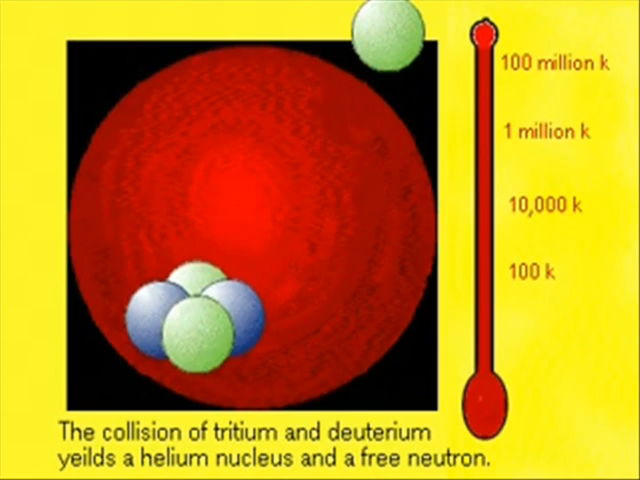 100 million k
1 million k
10,000 k
100 k
The collision of tritium and deuterium
yeilds a helium nucleus and a free neutron.